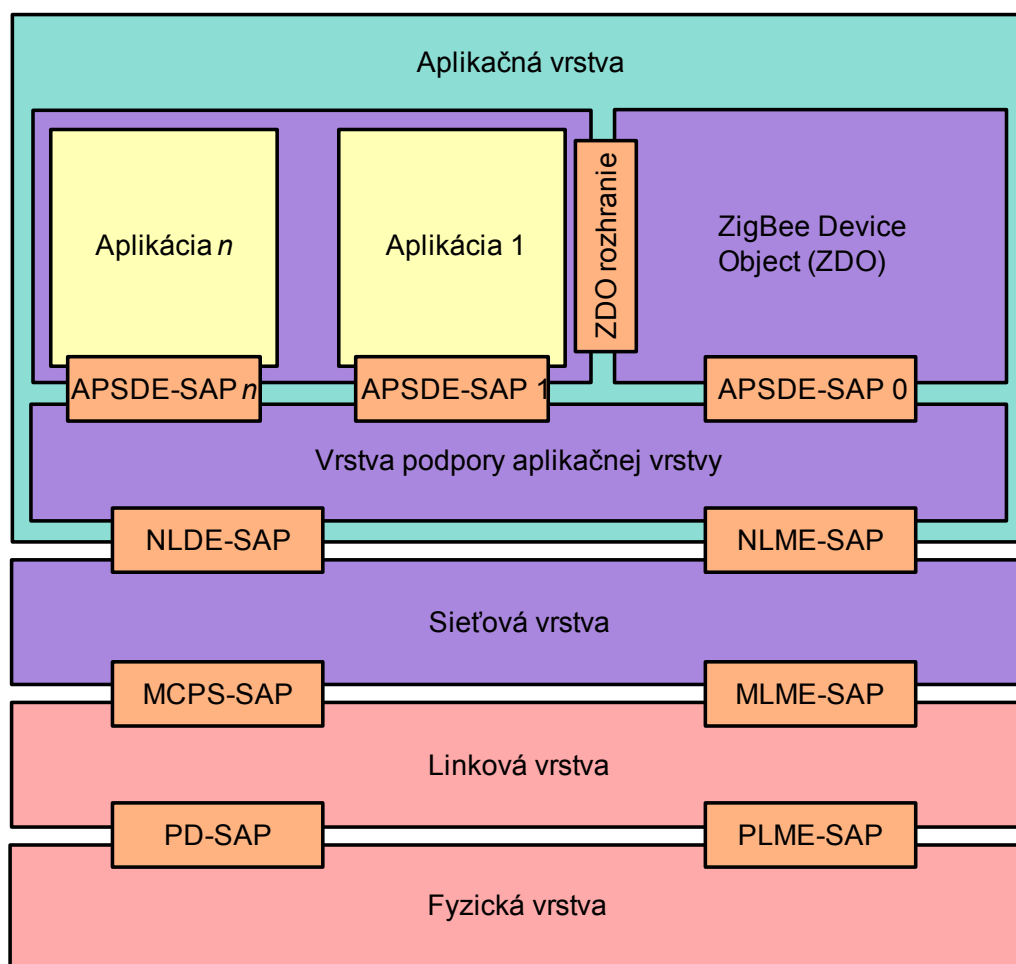 Aplikačná vrstva
Aplikácia n
Aplikácia 1
ZDO rozhranie
ZigBee Device
Object (ZDO)
APSDE-SAP n
APSDE-SAP 1
APSDE-SAP 0
Vrstva podpory aplikačnej vrstvy
NLDE-SAP
NLME-SAP
Sieťová vrstva
MCPS-SAP
MLME-SAP
Linková vrstva
PD-SAP
PLME-SAP
Fyzická vrstva